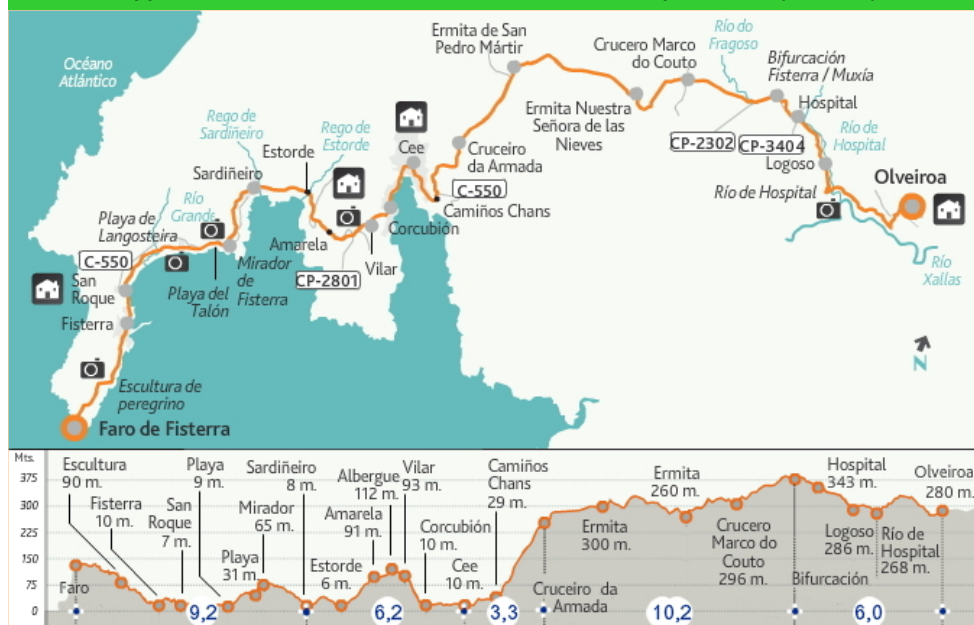 Océano
Atlántico
Ermita de San
Pedro Mártir
Crucero Marco
do Couto
Río do
Fragoso
Bifurcación
Fisterra / Muxía
Hospital
Rego de
Sardiñeiro
Rego de
Estorde
Estorde
Cee
Ermita Nuestra
Señora de las
Nieves
Cruceiro
da Armada
CP-2302
CP-3404
Río de
Hospital
Logoso
Sardiñeiro
C-550
Río de Hospital
Olveiroa
Río
Grande
Playa de
Langosteira
Camiños Chans
Corcubión
Amarela
Vilar
C-550
Mirador
de
Fisterra
CP-2801
Río
Xallas
San
Roque
Playa del
Talón
Fisterra
N
Escultura de
peregrino
Faro de Fisterra
Mts.
375
300
225
150
75
0
Escultura
90 m.
Fisterra
10 m.
San
Roque
7 m.
Playa
9 m.
Playa
31 m.
Mirador
65 m.
Sardiñeiro
8 m.
Estorde
6 m.
Amarela
91 m.
Albergue
112 m.
Vilar
93 m.
Corcubión
10 m.
Cee
10 m.
Camiños
Chans
29 m.
Ermita
300 m.
Ermita
260 m.
Crucero
Marco do
Couto
296 m.
Hospital
343 m.
Logoso
286 m.
Río de
Hospital
268 m.
Olveiroa
280 m.
Faro
Cruceiro da
Armada
Bifurcación
9,2
6,2
3,3
10,2
6,0